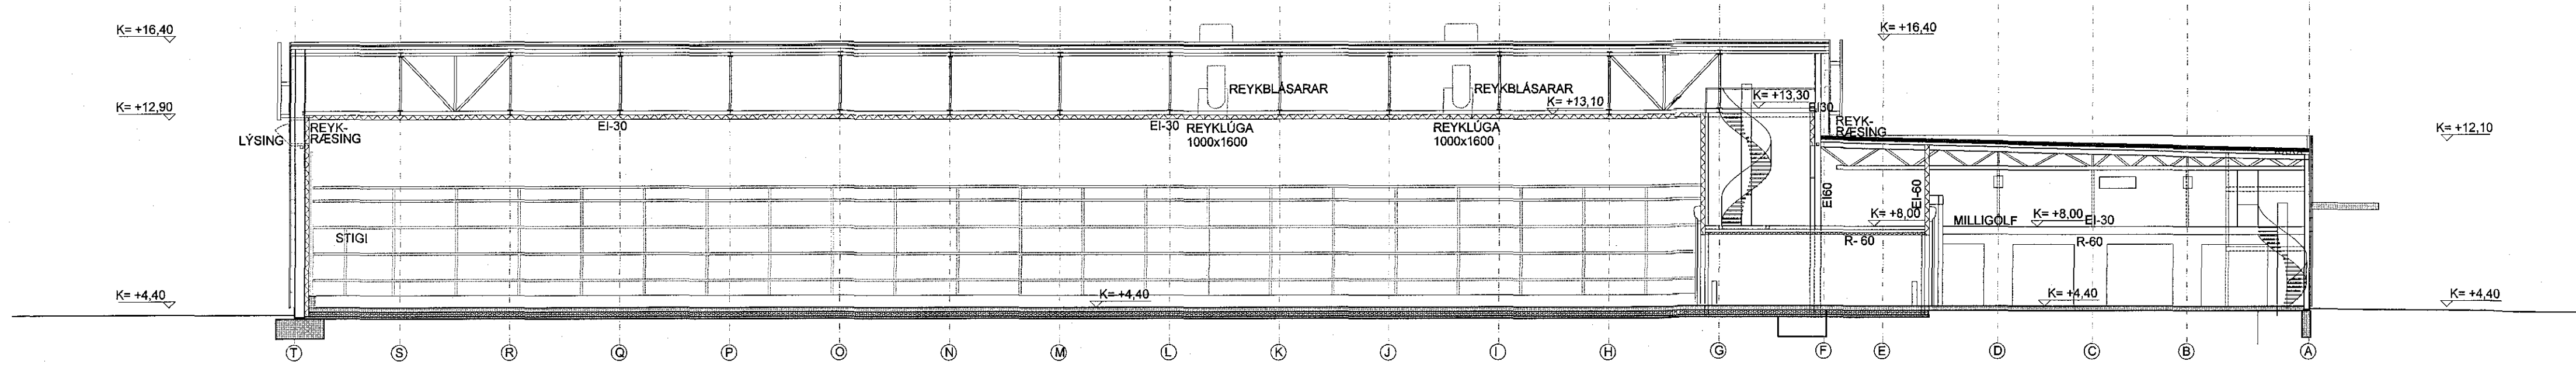 K= +16,40
K= +16,40
REYKBLÁSARAR
REYKBLÁSARAR
K= +13,30
K= +12,90
K= +13,10
EI30
REYK-
RÆSING
EI-30
EI-30
REYKLÚGA
1000x1600
REYKLÚGA
1000x1600
REYK-
RÆSING
K= +12,10
LÝSING
EI60
EI-60
K= +8,00
MILLIGÓLF
K= +8,00
EI-30
STIGI
R- 60
R-60
K= +4,40
K= +4,40
K= +4,40
K= +4,40
T S R Q P O N M L K J I H G F E D C B A